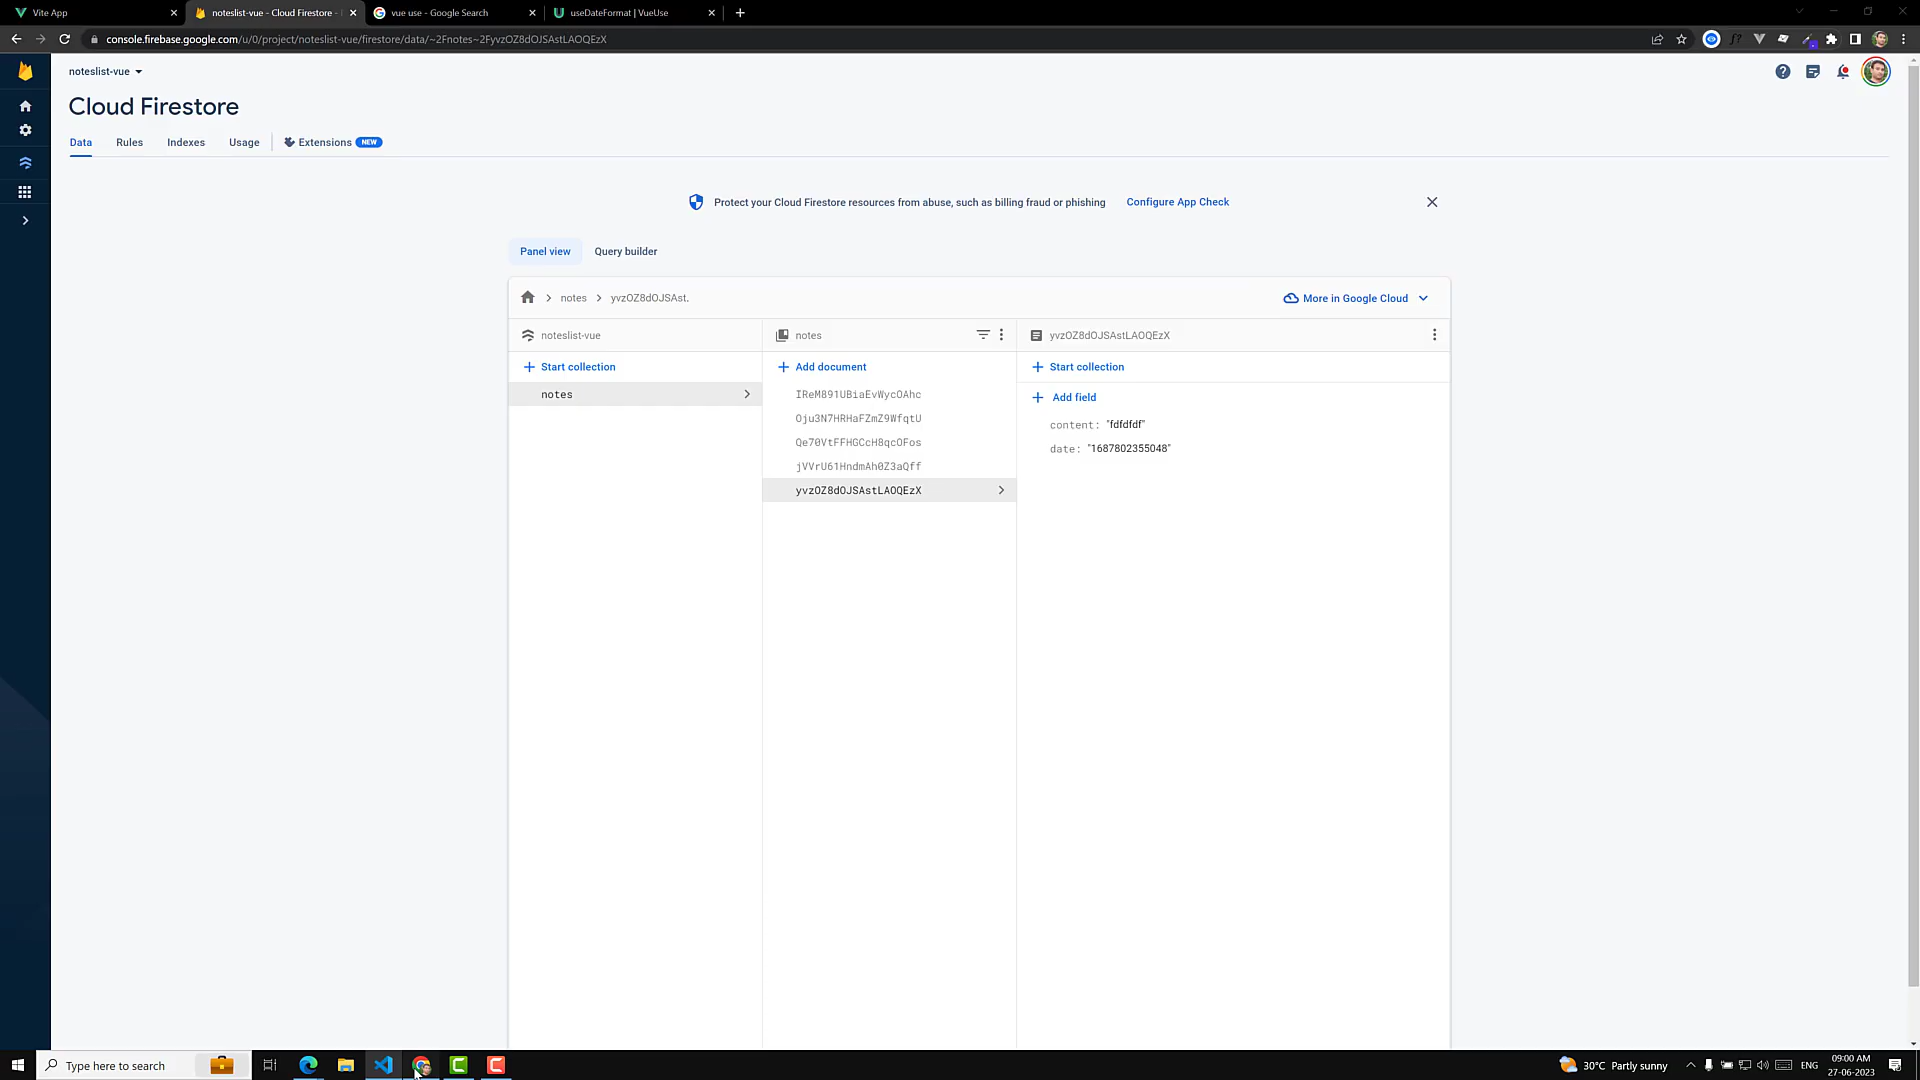 Vite App
noteslist-vue - Cloud Firestore -
vue use - Google Search
useDateFormat | VueUse
console.firebase.google.com/u/0/project/noteslist-vue/firestore/data/~2Fnotes~2FyvzOZ8dOJSAstLAOQEzX
noteslist-vue
Cloud Firestore
Data
Rules
Indexes
Usage
Extensions NEW
Protect your Cloud Firestore resources from abuse, such as billing fraud or phishing
Configure App Check
Panel view
Query builder
notes
yvzOZ8dOJSAst.
More in Google Cloud
noteslist-vue
notes
yvzOZ8dOJSAstLAOQEzX
Start collection
Add document
Start collection
notes
IReM891UBiaEvWycOAhc
Oju3N7HRHaFZmZ9WfqtU
Qe70VtFFHGCcH8qcOFos
jVVrU61HndmAh0Z3aQff
yvzOZ8dOJSAstLAOQEzX
Add field
content: "fdfdfdf"
date: "1687802355048"
Type here to search
30°C Partly sunny
ENG
09:00 AM
27-06-2023